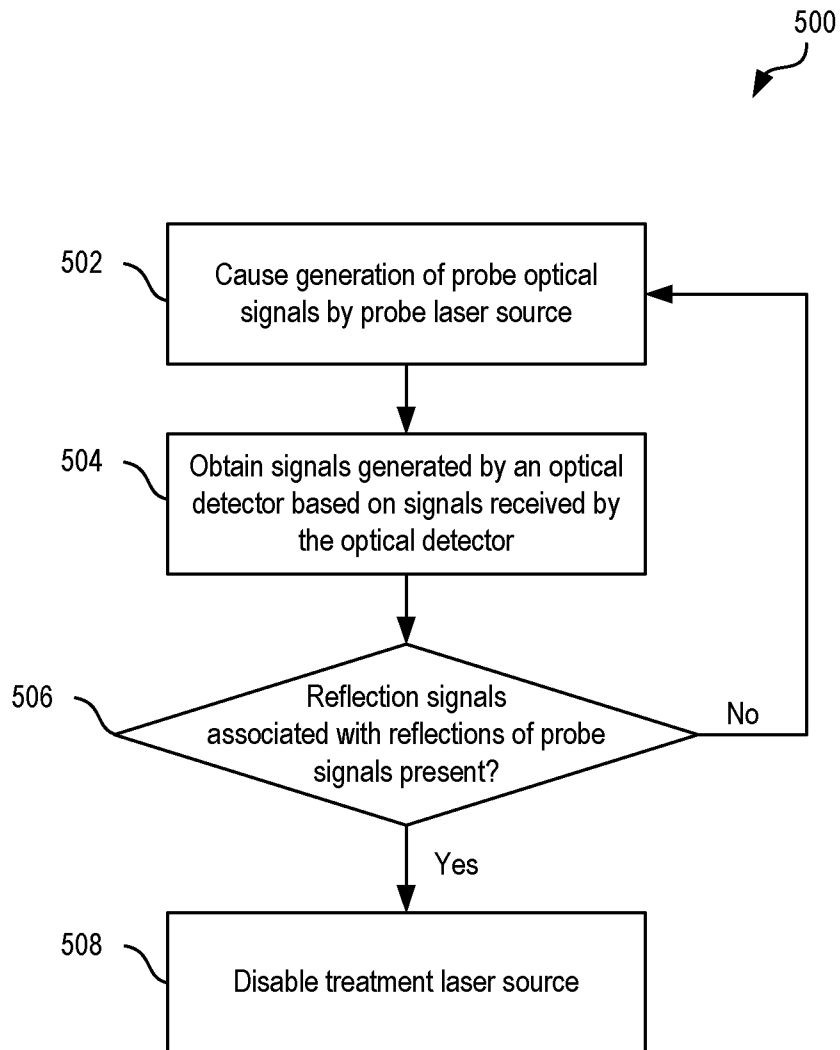 500
502
Cause generation of probe optical
signals by probe laser source
504
Obtain signals generated by an optical
detector based on signals received by
the optical detector
506
Reflection signals
associated with reflections of probe
signals present?
No
Yes
508
Disable treatment laser source